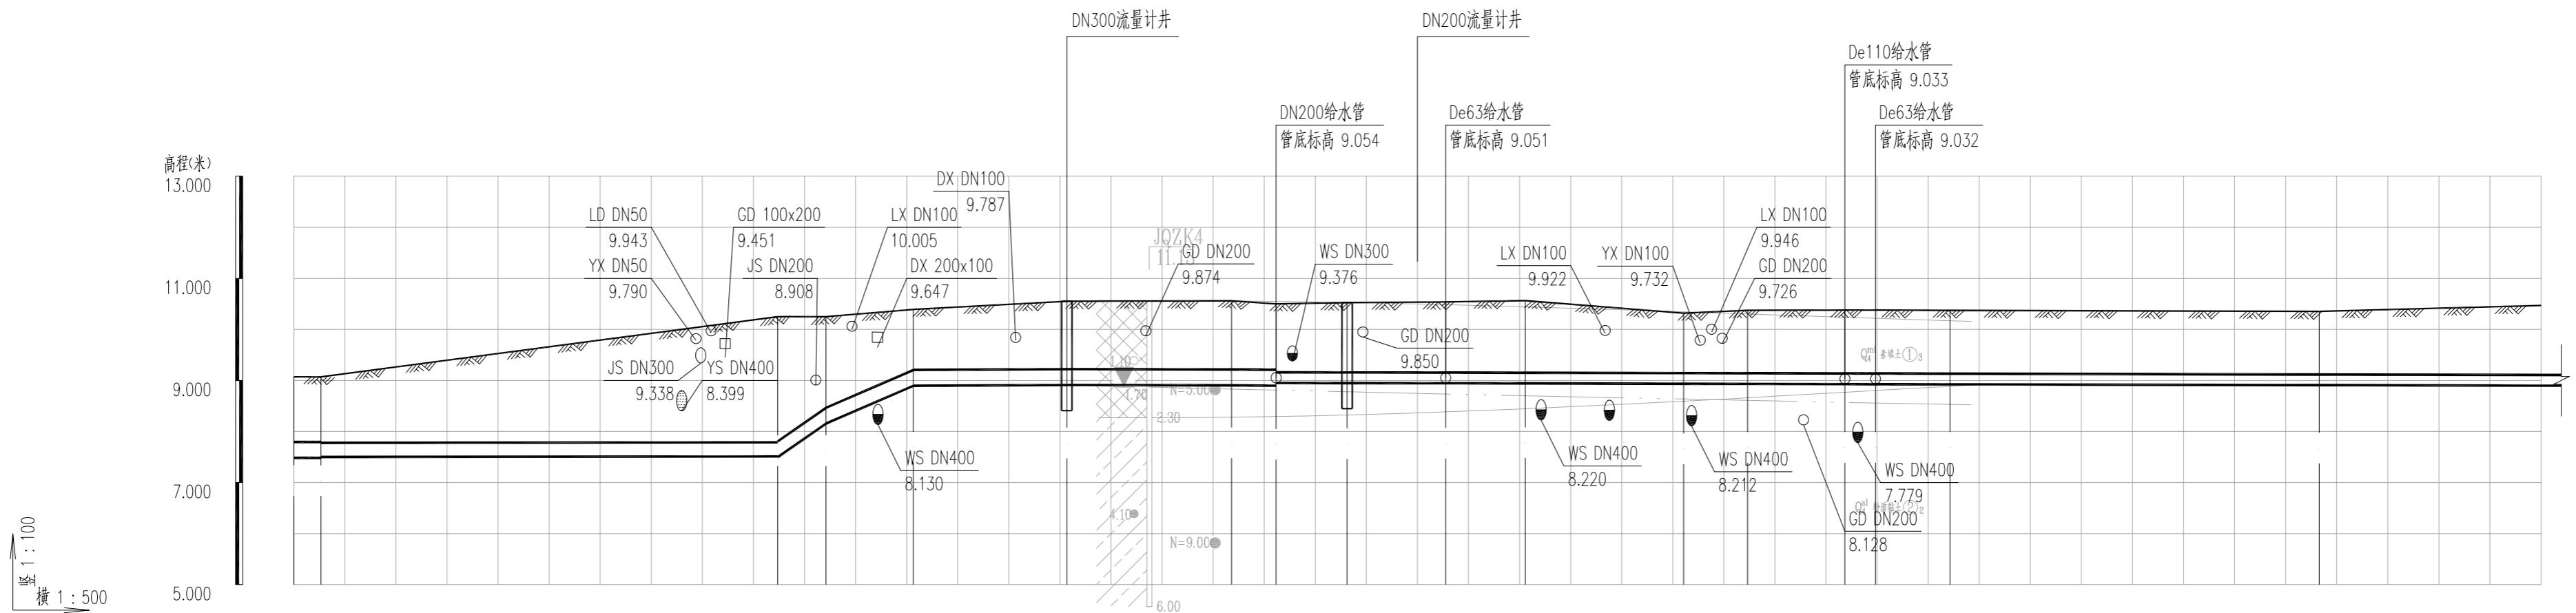 DN300流量计井
DN200流量计井
De110给水管
管底标高 9.033
DN200给水管
管底标高 9.054
De63给水管
管底标高 9.051
De63给水管
管底标高 9.032
高程(米)
13.000
11.000
9.000
7.000
5.000
LD DN50
9.943
YX DN50
9.790
GD 100x200
9.451
JS DN200
8.908
LX DN100
10.005
DX 200x100
9.647
DX DN100
9.787
JQZK4
GD DN200
9.874
WS DN300
9.376
LX DN100
9.922
YX DN100
9.732
LX DN100
9.946
GD DN200
9.726
JS DN300
9.338
YS DN400
8.399
GD DN200
9.850
1.70
N=5.00
2.30
WS DN400
8.130
WS DN400
8.220
WS DN400
8.212
WS DN400
7.779
GD DN200
8.128
4.10
N=9.00
6.00
竖 1:100
横 1:500